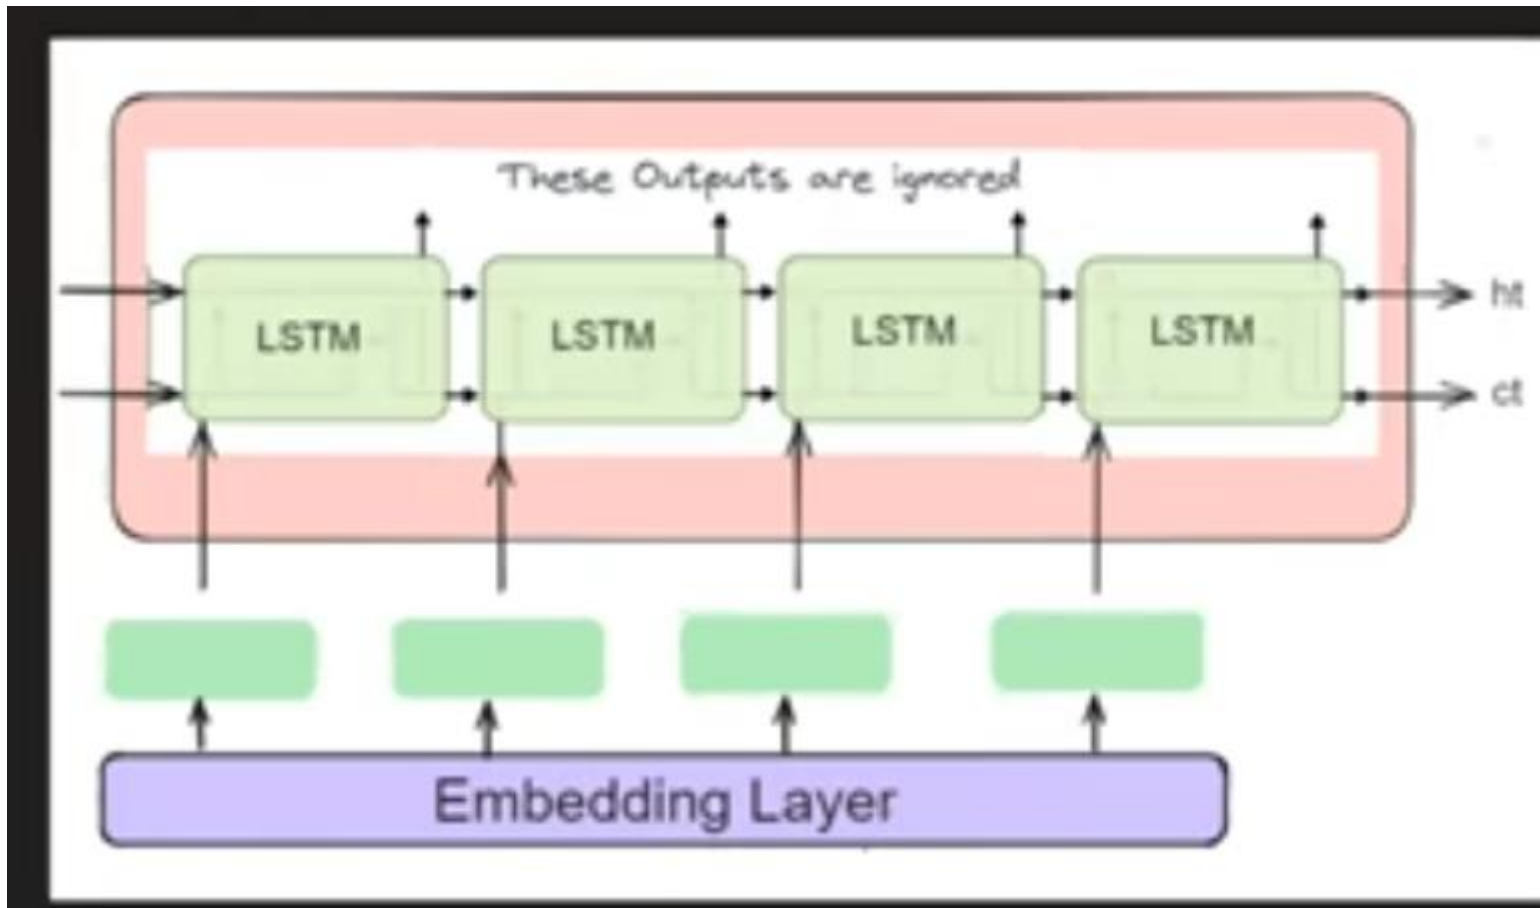 These Outputs are ignored
LSTM LSTM LSTM LSTM
ht
ct
Embedding Layer